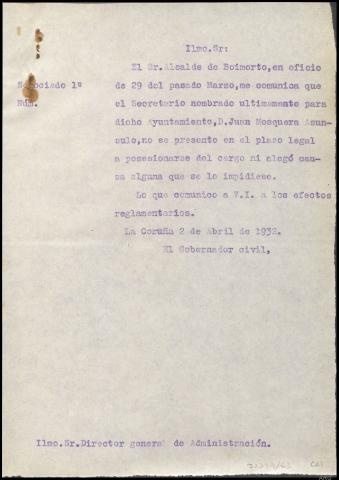 Ilmo.Sr:
El Sr.Alcalde de Boimorto,en oficio
Negociado 1º
de 29 del pasado Marzo,me comunica que
Núm.
el Secretario nombrado ultimamente para
dicho Ayuntamiento,D.Juan Mosquera Asun-
sulo,no se presento en el plazo legal
a posesionarse del cargo ni alegó cau-
sa alguna que se lo impidiese.
Lo que comunico a V.I. a los efectos
reglamentarios.
La Coruña 2 de Abril de 1932.
El Gobernador civil,
Ilmo.Sr.Director general de Administración.